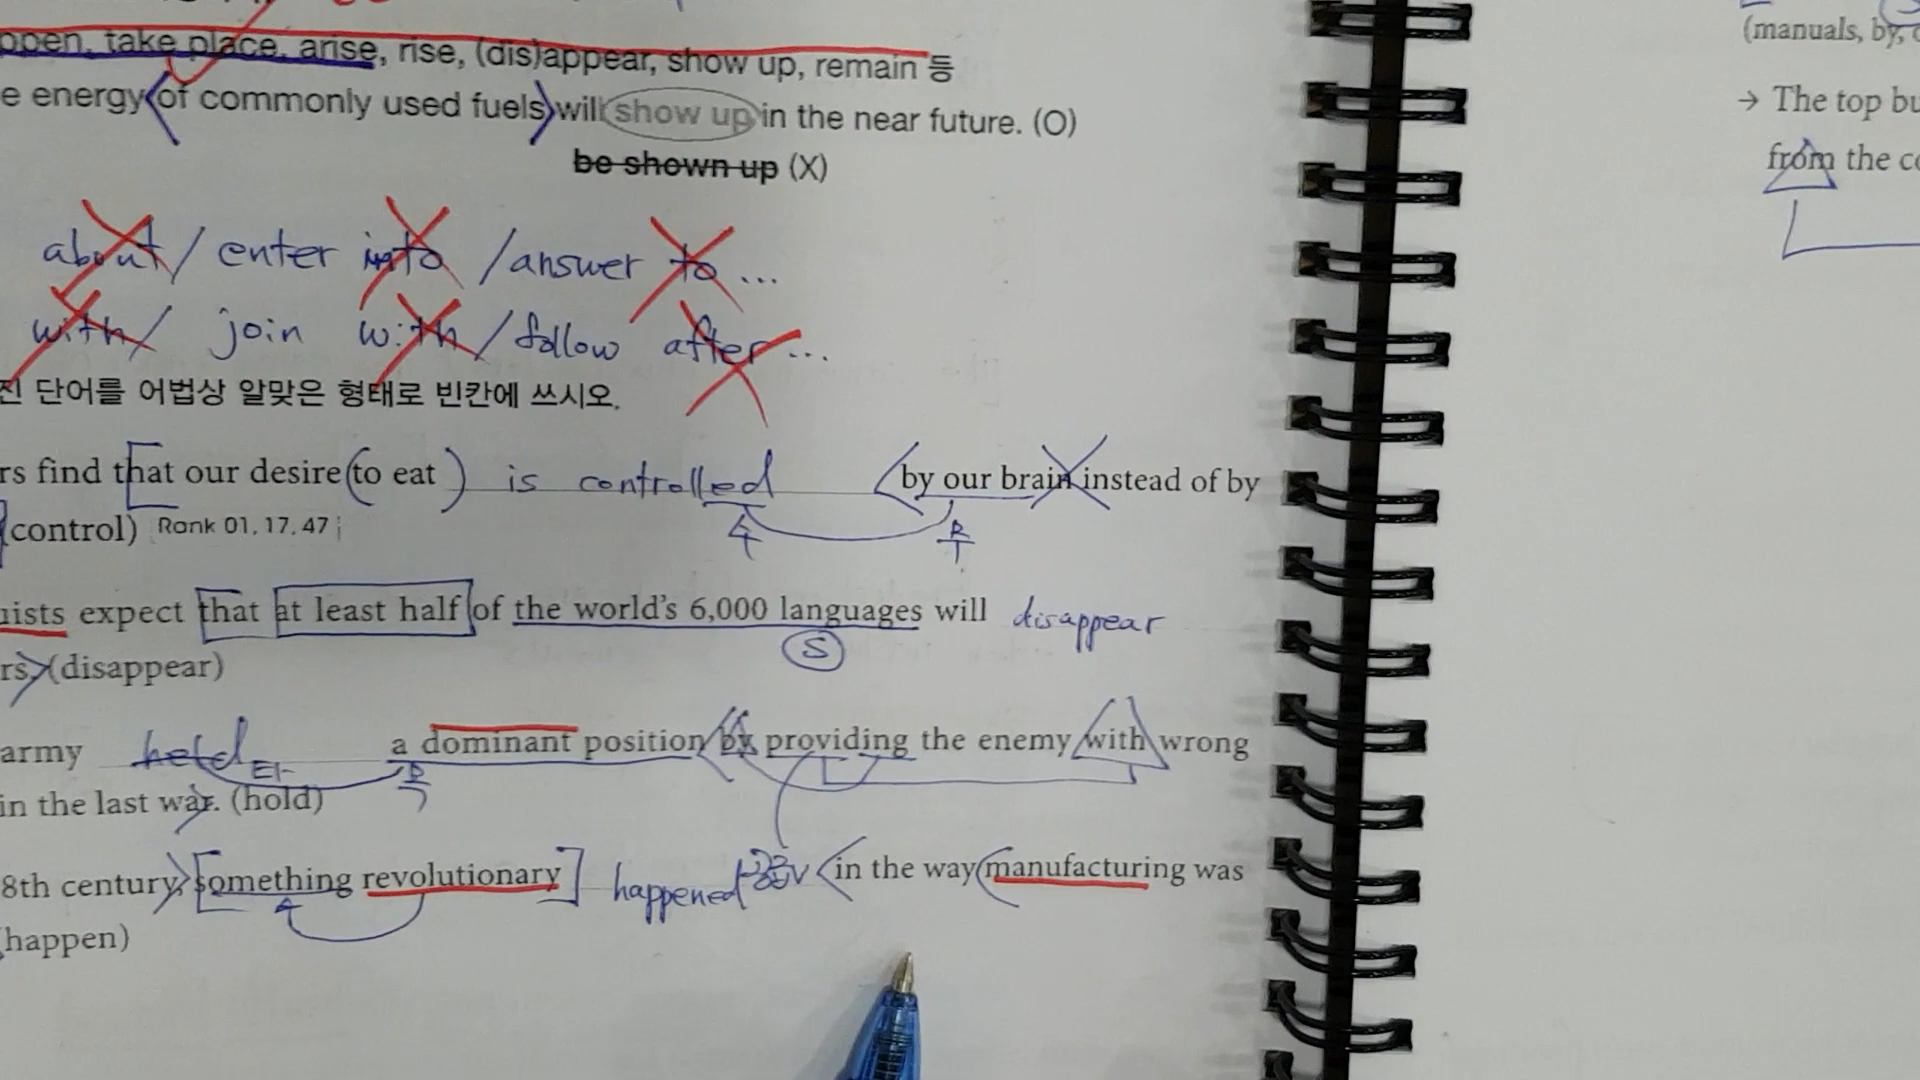 ppen, take place, arise, rise, (dis)appear, show up, remain 등
e energy of commonly used fuels will show up in the near future. (O)
be shown up (X)
about / enter into / answer to ...
with / join with / follow after ...
진 단어를 어법상 알맞은 형태로 빈칸에 쓰시오.
rs find that our desire (to eat) is controlled by our brain instead of by
수 부
(control) Rank 01, 17, 47
uists expect that at least half of the world's 6,000 languages will disappear
S
rs. (disappear)
army held 타 a dominant position by providing the enemy with wrong
부
in the last war. (hold)
8th century, [something revolutionary] happened in the way manufacturing was
(happen)
(manuals, by,
→ The top bu
from the co